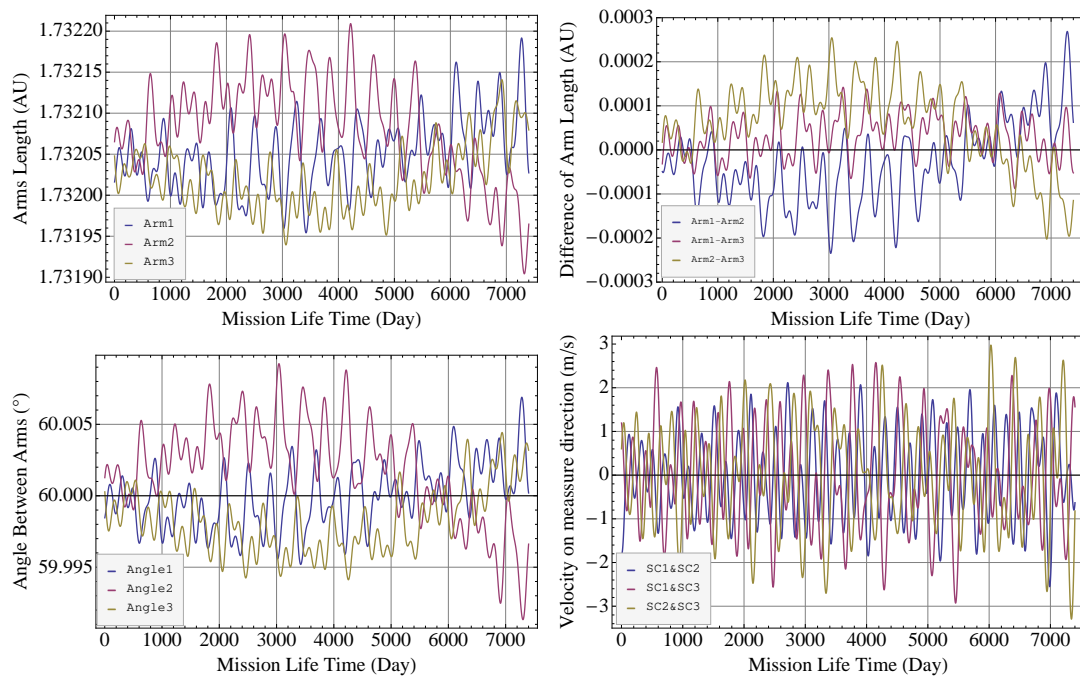 Arms Length (AU)
1.73220
1.73215
1.73210
1.73205
1.73200
1.73195
1.73190
Arm1
Arm2
Arm3
0 1000 2000 3000 4000 5000 6000 7000
Mission Life Time (Day)
Difference of Arm Length (AU)
0.0003
0.0002
0.0001
0.0000
−0.0001
−0.0002
−0.0003
Arm1-Arm2
Arm1-Arm3
Arm2-Arm3
0 1000 2000 3000 4000 5000 6000 7000
Mission Life Time (Day)
Angle Between Arms (°)
60.005
60.000
59.995
Angle1
Angle2
Angle3
0 1000 2000 3000 4000 5000 6000 7000
Mission Life Time (Day)
Velocity on meassure direction (m/s)
3
2
1
0
−1
−2
−3
SC1&SC2
SC1&SC3
SC2&SC3
0 1000 2000 3000 4000 5000 6000 7000
Mission Life Time (Day)